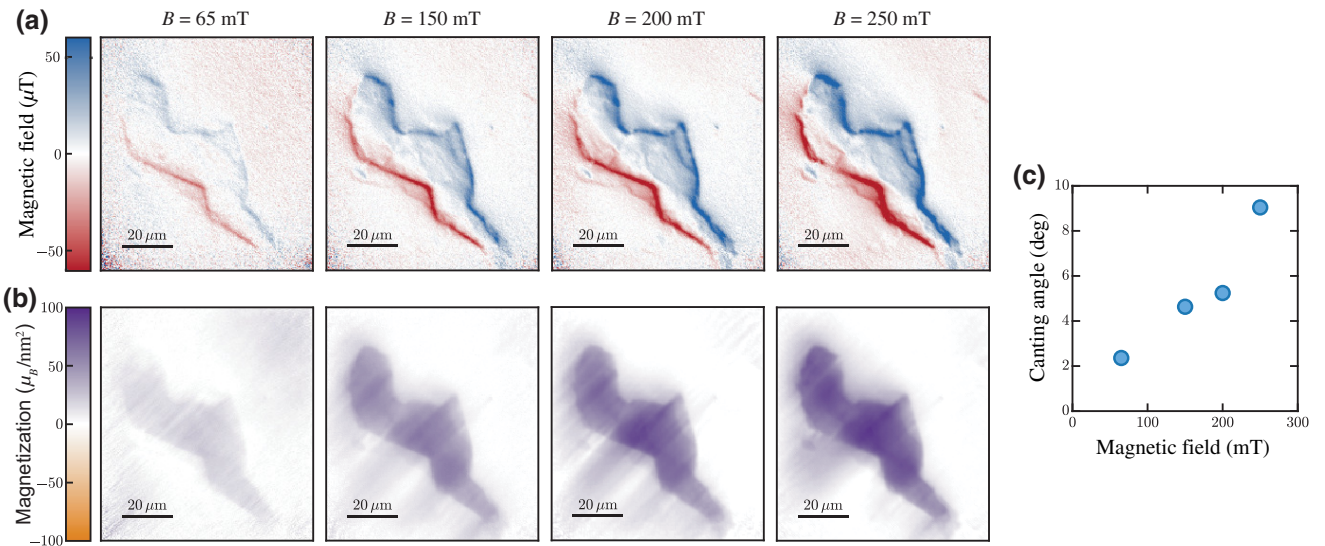 (a)
B = 65 mT
B = 150 mT
B = 200 mT
B = 250 mT
Magnetic field (μT)
50
0
−50
20 μm
20 μm
20 μm
20 μm
(b)
Magnetization (μB/nm²)
100
50
0
−50
−100
20 μm
20 μm
20 μm
20 μm
(c)
Canting angle (deg)
10
8
6
4
2
0
0
100
200
300
Magnetic field (mT)